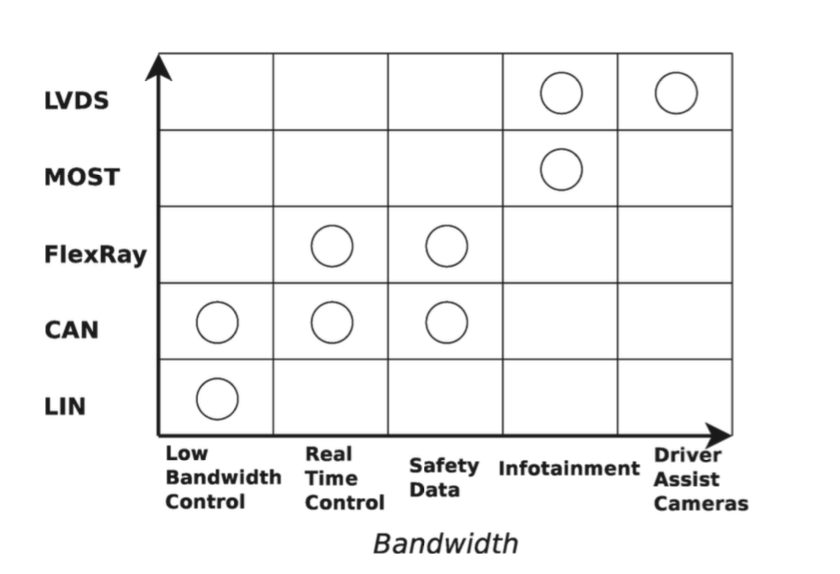 LVDS
MOST
FlexRay
CAN
LIN
Low
Bandwidth
Control
Real
Time
Control
Safety
Data
Infotainment
Driver
Assist
Cameras
Bandwidth